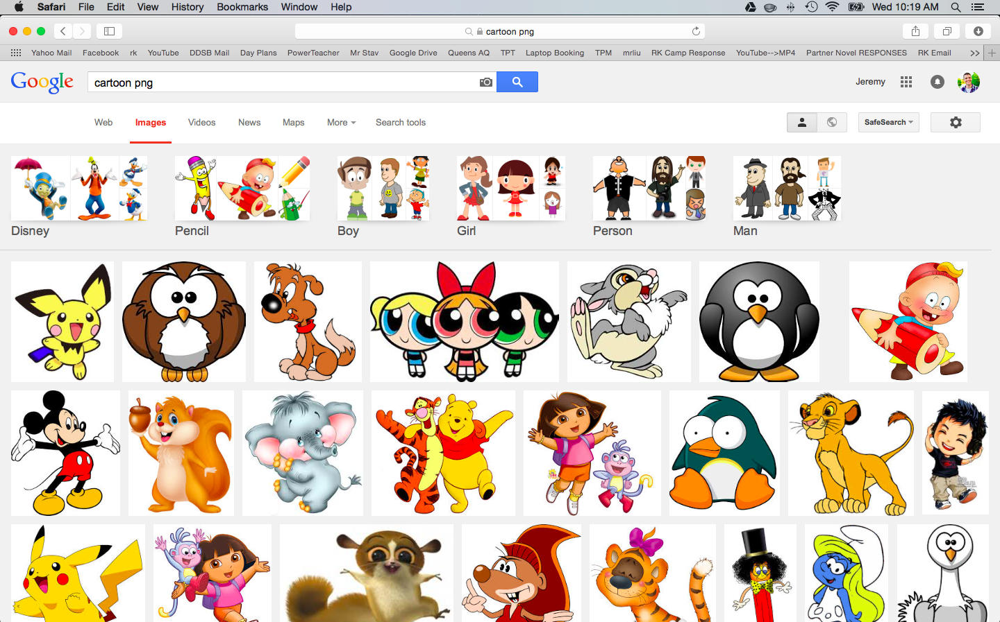 Safari File Edit View History Bookmarks Window Help Wed 10:19 AM
cartoon png
Yahoo Mail Facebook rk YouTube DDSB Mail Day Plans PowerTeacher Mr Stav Google Drive Queens AQ TPT Laptop Booking TPM mrliu RK Camp Response YouTube-->MP4 Partner Novel RESPONSES RK Email >> +
Google cartoon png Jeremy
Web Images Videos News Maps More Search tools SafeSearch
Disney Pencil Boy Girl Person Man